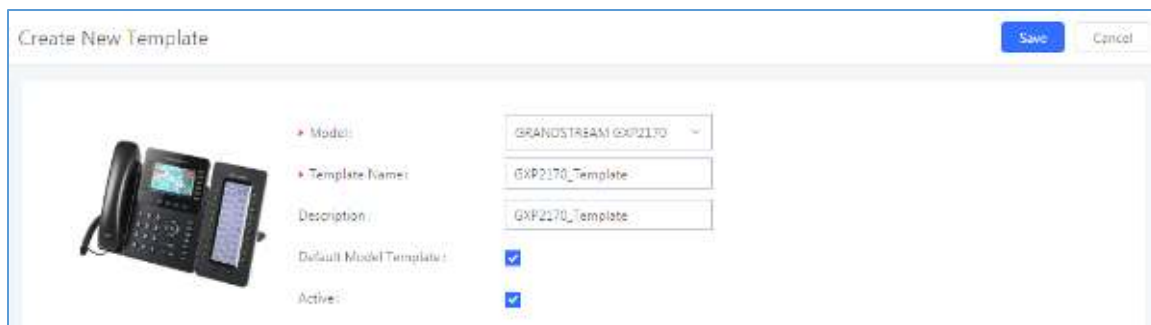 Create New Template
Save
Cancel
* Model:
GRANDSTREAM GXP2170
* Template Name:
GXP2170_Template
Description:
GXP2170_Template
Default Model Template:
Active: